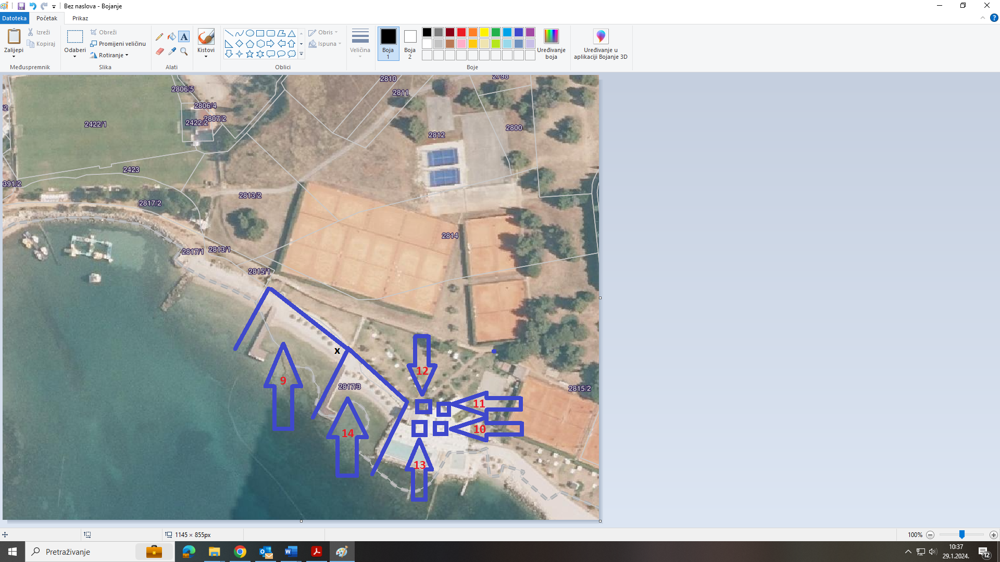 Bez naslova - Bojanje
Datoteka
Početak
Prikaz
Zalijepi
Izreži
Kopiraj
Međuspremnik
Odaberi
Obreži
Promijeni veličinu
Rotiranje
Slika
A
Alati
Kistovi
Oblici
Obris
Ispuna
Veličina
Boja
1
Boja
2
Boje
Uređivanje
boja
Uređivanje u
aplikaciji Bojanje 3D
2810
2798
2806/5
2811
2806/4
/2
2807/2
2422/1
2422/2
2800
2812
2423
391/2
2813/2
2817/2
2814
2817/1
2813/1
2815/1
x
12
9
2817/3
2815/2
11
14
10
13
1145 × 855px
100%
Pretraživanje
10:37
29.1.2024.
12